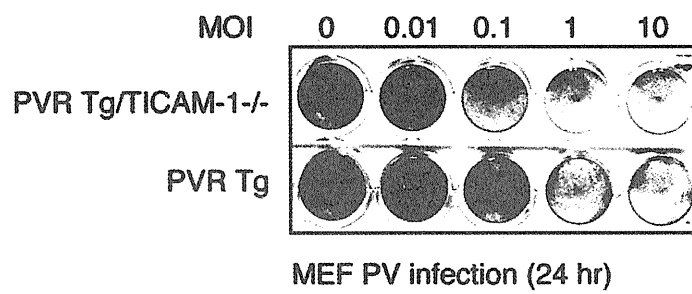 MOI 0 0.01 0.1 1 10
PVR Tg/TICAM-1-/-
PVR Tg
MEF PV infection (24 hr)